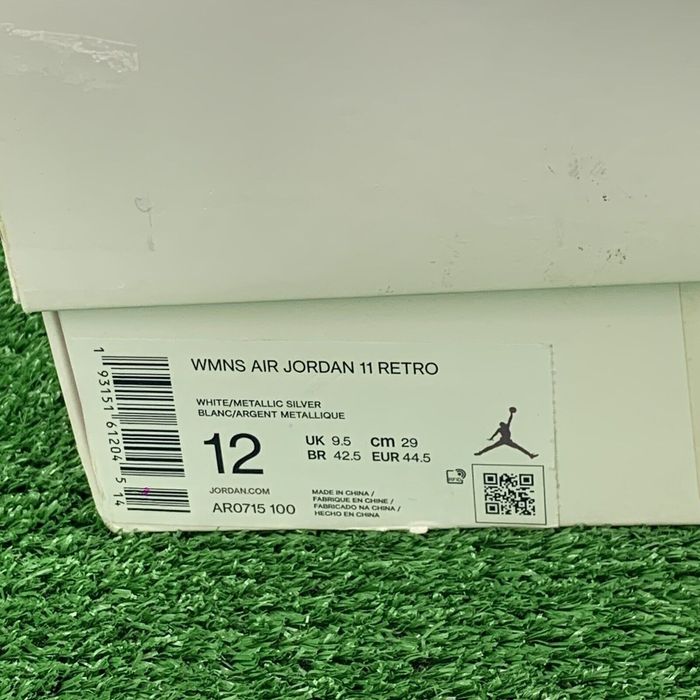 WMNS AIR JORDAN 11 RETRO
WHITE/METALLIC SILVER
BLANC/ARGENT METALLIQUE
12
UK 9.5 cm 29
BR 42.5 EUR 44.5
JORDAN.COM
AR0715 100
MADE IN CHINA /
FABRIQUE EN CHINE /
FABRICADO NA CHINA /
HECHO EN CHINA
RFID
1 93151 61204 5 14